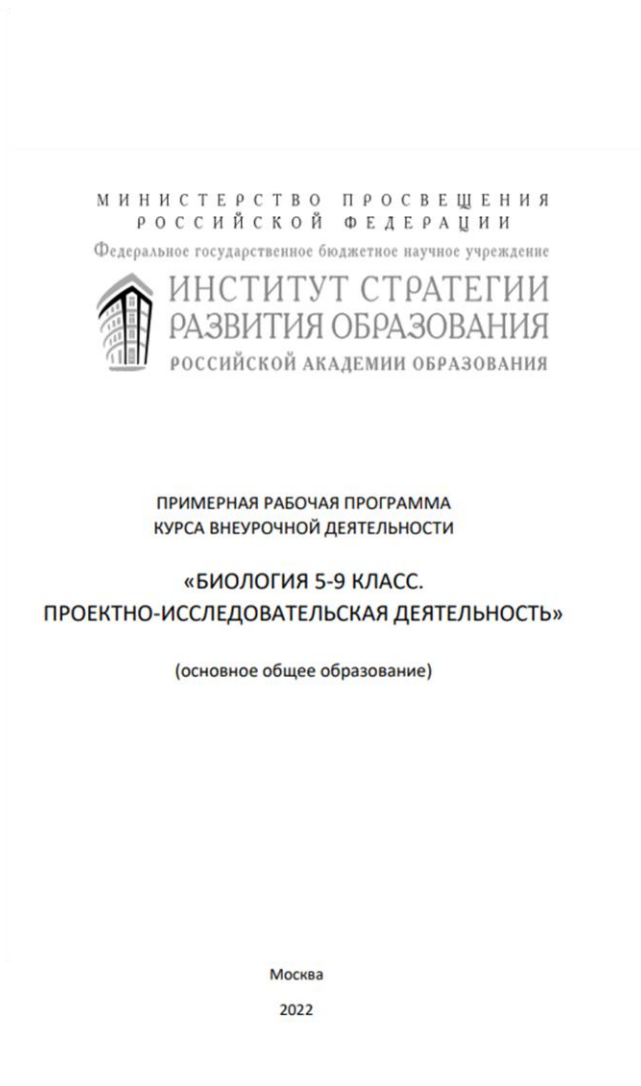 МИНИСТЕРСТВО ПРОСВЕЩЕНИЯ
РОССИЙСКОЙ ФЕДЕРАЦИИ
Федеральное государственное бюджетное научное учреждение
ИНСТИТУТ СТРАТЕГИИ
РАЗВИТИЯ ОБРАЗОВАНИЯ
РОССИЙСКОЙ АКАДЕМИИ ОБРАЗОВАНИЯ
ПРИМЕРНАЯ РАБОЧАЯ ПРОГРАММА
КУРСА ВНЕУРОЧНОЙ ДЕЯТЕЛЬНОСТИ
«БИОЛОГИЯ 5-9 КЛАСС.
ПРОЕКТНО-ИССЛЕДОВАТЕЛЬСКАЯ ДЕЯТЕЛЬНОСТЬ»
(основное общее образование)
Москва
2022